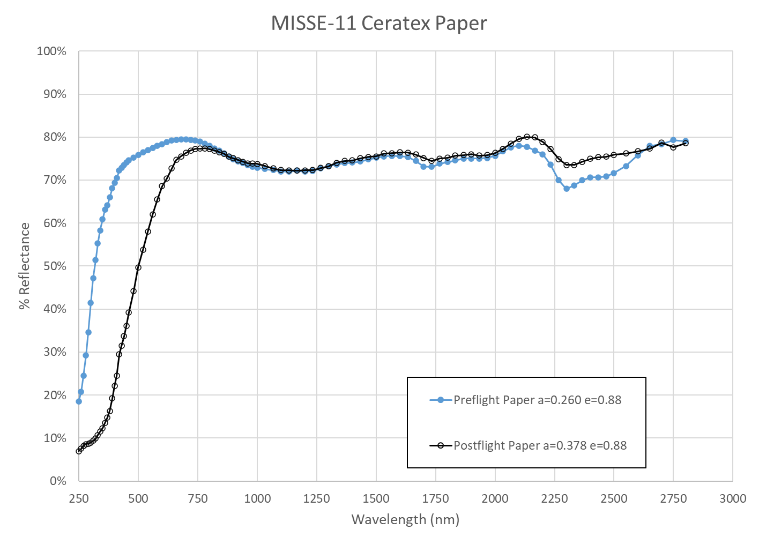 MISSE-11 Ceratex Paper
100%
90%
80%
70%
60%
50%
40%
30%
20%
10%
0%
% Reflectance
Preflight Paper a=0.260 e=0.88
Postflight Paper a=0.378 e=0.88
250 500 750 1000 1250 1500 1750 2000 2250 2500 2750 3000
Wavelength (nm)